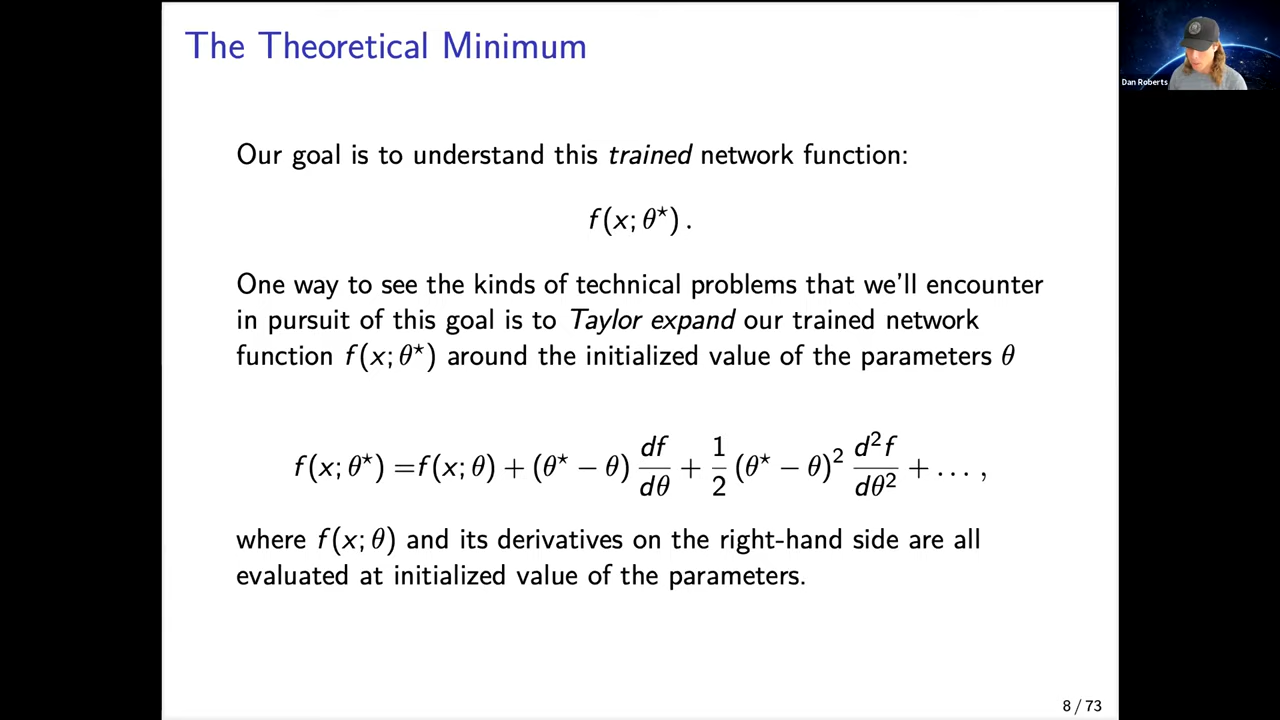 The Theoretical Minimum
Dan Roberts
Our goal is to understand this trained network function:
f(x; θ⋆) .
One way to see the kinds of technical problems that we'll encounter
in pursuit of this goal is to Taylor expand our trained network
function f(x; θ⋆) around the initialized value of the parameters θ
f(x; θ⋆) =f(x; θ) + (θ⋆ − θ) df/dθ + 1/2 (θ⋆ − θ)² d²f/dθ² + ... ,
where f(x; θ) and its derivatives on the right-hand side are all
evaluated at initialized value of the parameters.
8 / 73